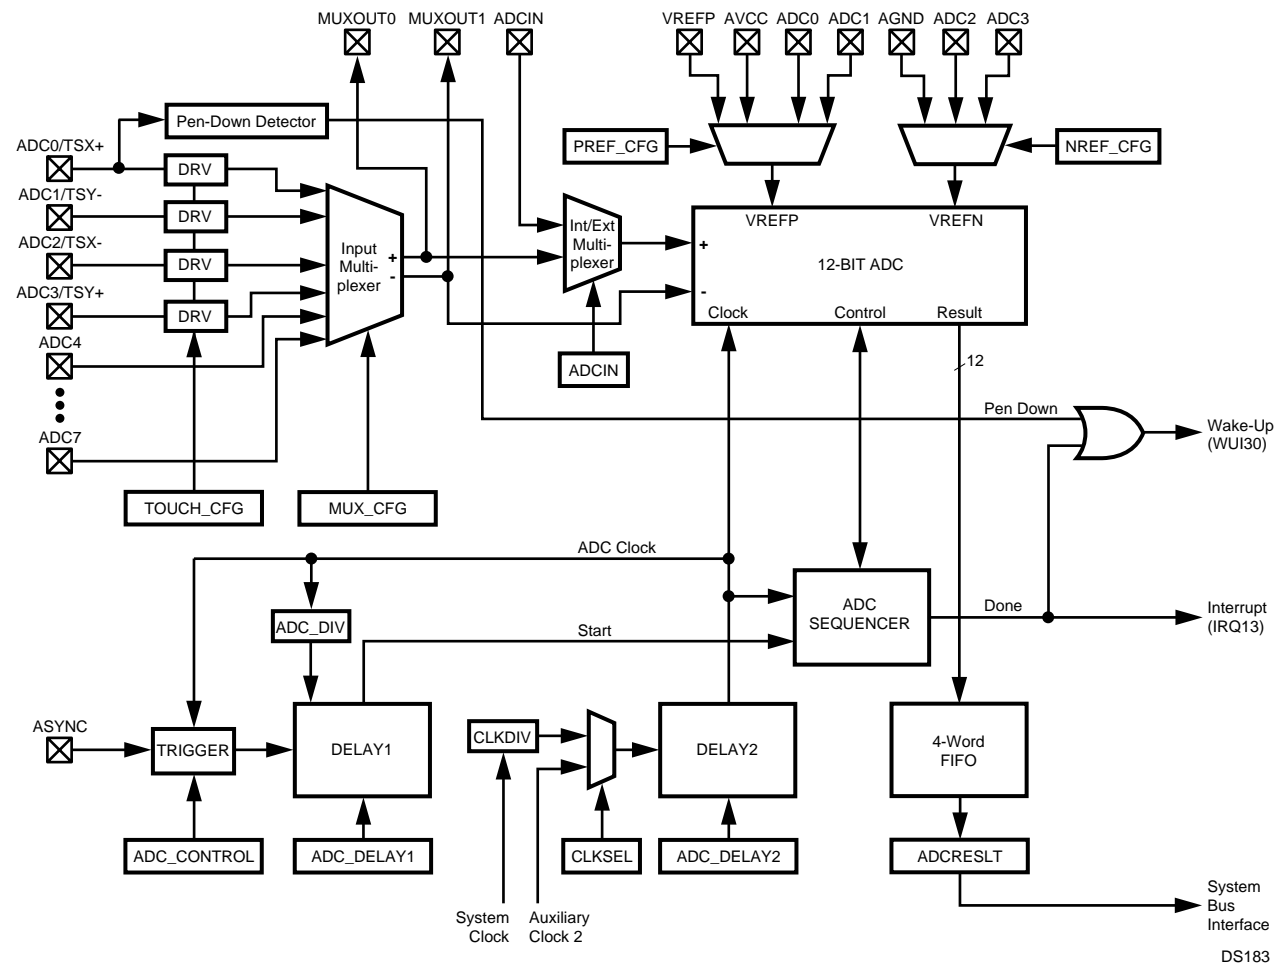 MUXOUT0 MUXOUT1 ADCIN VREFP AVCC ADC0 ADC1 AGND ADC2 ADC3
Pen-Down Detector
PREF_CFG
NREF_CFG
ADC0/TSX+
DRV
ADC1/TSY-
DRV
ADC2/TSX-
DRV
ADC3/TSY+
DRV
ADC4
ADC7
Input
Multi-
plexer
+
-
Int/Ext
Multi-
plexer
ADCIN
VREFP
VREFN
+
12-BIT ADC
-
Clock
Control
Result
12
Pen Down
Wake-Up
(WUI30)
TOUCH_CFG
MUX_CFG
ADC Clock
ADC_DIV
Start
ADC
SEQUENCER
Done
Interrupt
(IRQ13)
ASYNC
TRIGGER
DELAY1
CLKDIV
DELAY2
4-Word
FIFO
ADC_CONTROL
ADC_DELAY1
CLKSEL
ADC_DELAY2
ADCRESLT
System
Clock
Auxiliary
Clock 2
System
Bus
Interface
DS183